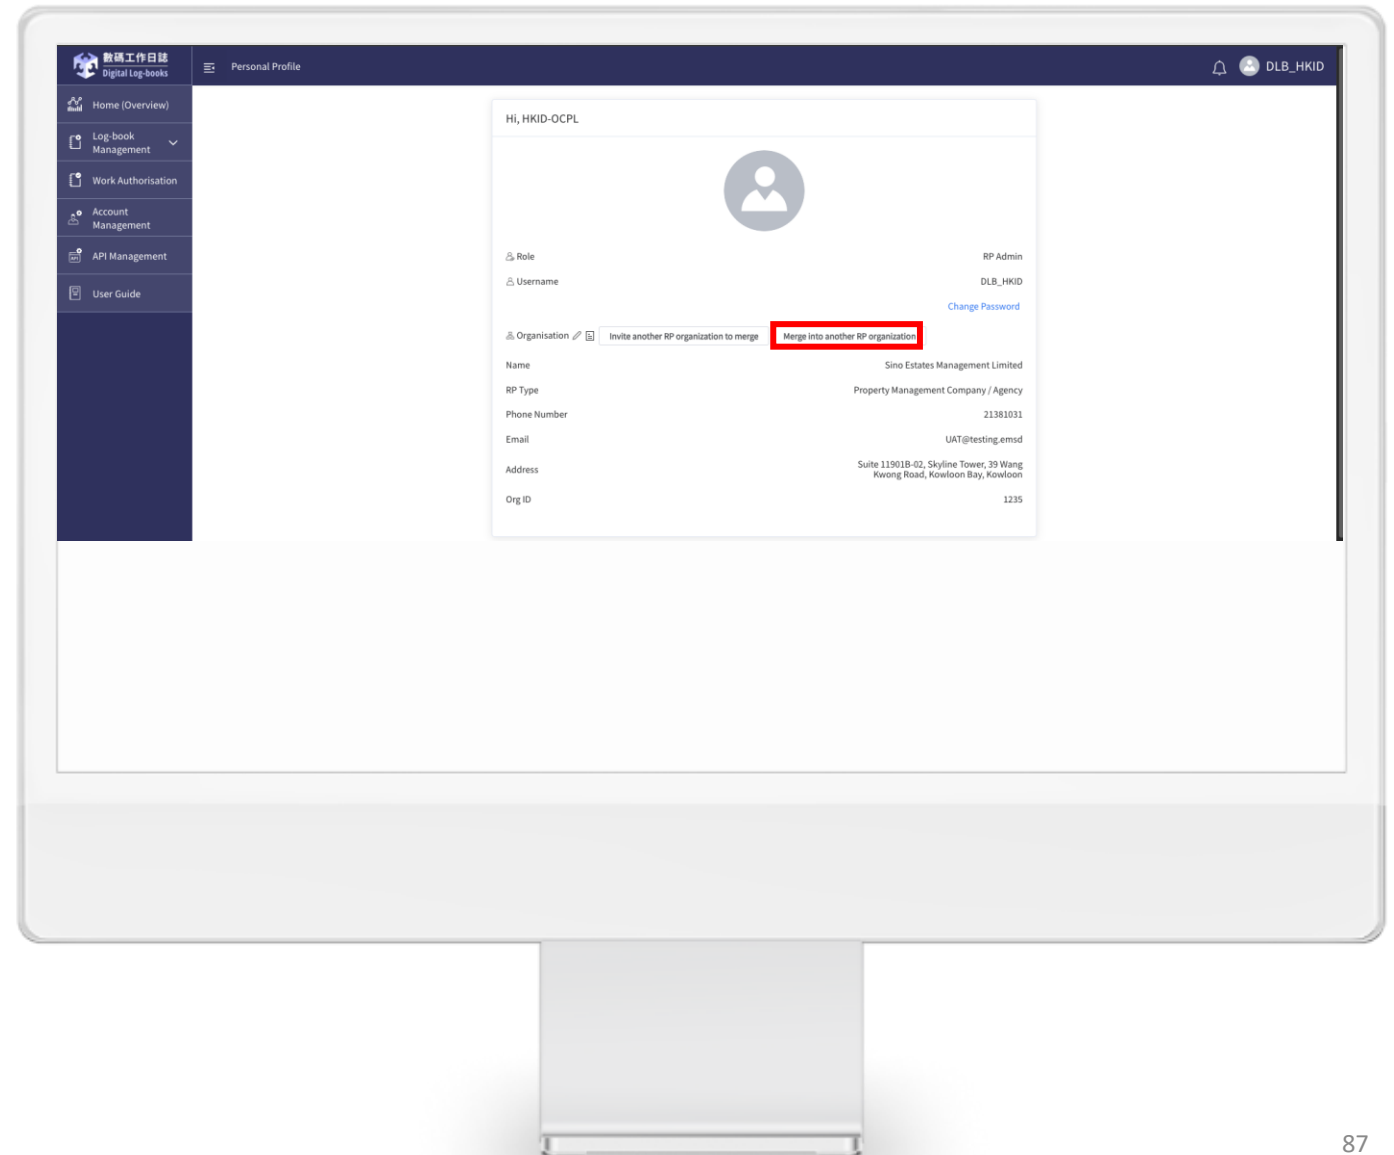 數碼工作日誌
Digital Log-books
Personal Profile
DLB_HKID
Home (Overview)
Log-book
Management
Work Authorisation
Account
Management
API Management
User Guide
Hi, HKID-OCPL
Role
RP Admin
Username
DLB_HKID
Change Password
Organisation
Invite another RP organization to merge
Merge into another RP organization
Name
Sino Estates Management Limited
RP Type
Property Management Company / Agency
Phone Number
21381031
Email
UAT@testing.emsd
Address
Suite 11901B-02, Skyline Tower, 39 Wang
Kwong Road, Kowloon Bay, Kowloon
Org ID
1235
87